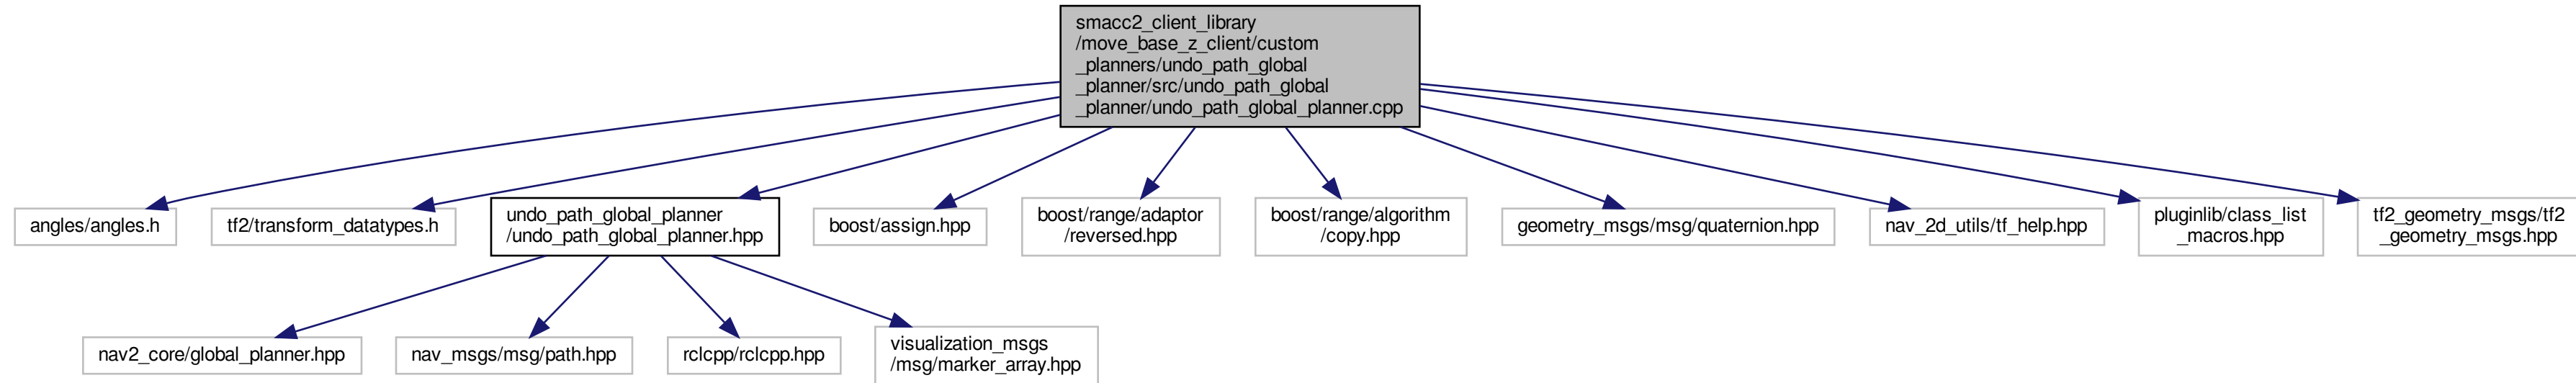 smacc2_client_library
/move_base_z_client/custom
_planners/undo_path_global
_planner/src/undo_path_global
_planner/undo_path_global_planner.cpp
angles/angles.h
tf2/transform_datatypes.h
undo_path_global_planner
/undo_path_global_planner.hpp
boost/assign.hpp
boost/range/adaptor
/reversed.hpp
boost/range/algorithm
/copy.hpp
geometry_msgs/msg/quaternion.hpp
nav_2d_utils/tf_help.hpp
pluginlib/class_list
_macros.hpp
tf2_geometry_msgs/tf2
_geometry_msgs.hpp
nav2_core/global_planner.hpp
nav_msgs/msg/path.hpp
rclcpp/rclcpp.hpp
visualization_msgs
/msg/marker_array.hpp